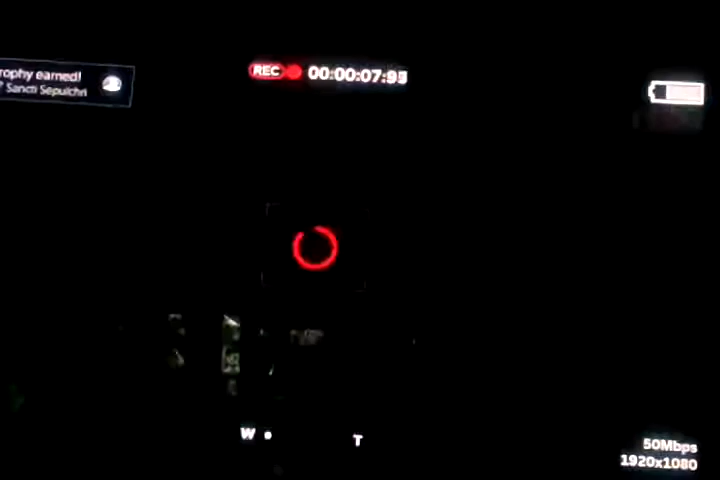 rophy earned!
Sancti Sepulchri
REC 00:00:07:93
W T
50Mbps
1920x1080